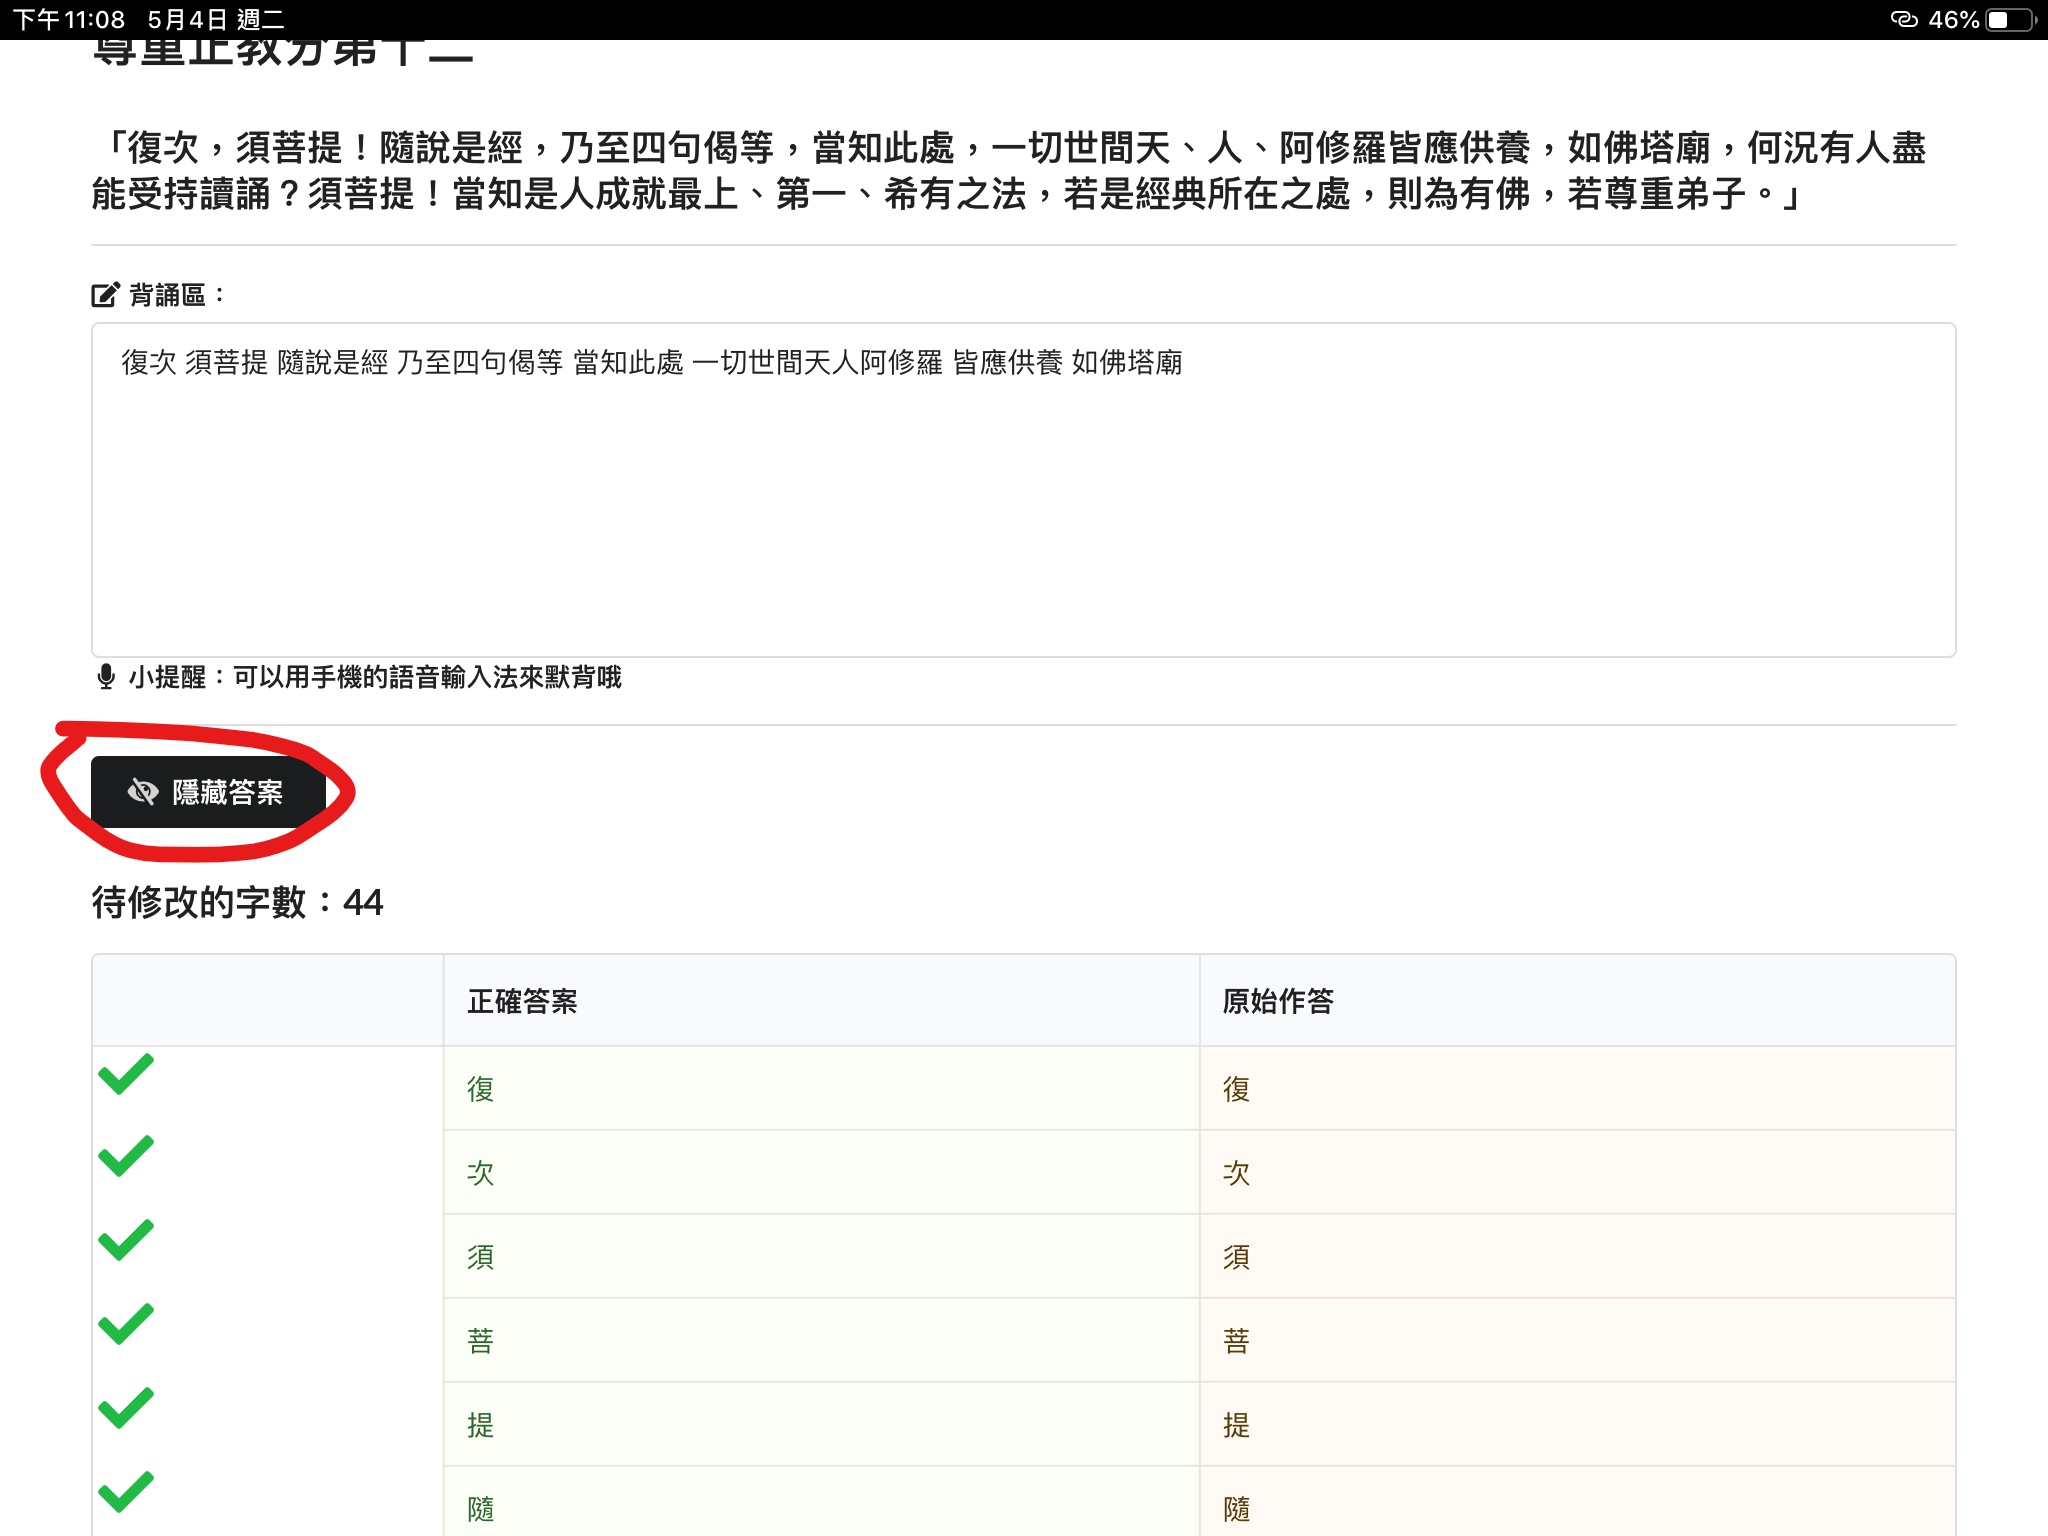 下午11:08 5月4日 週二 46%
尊重正教分第十二
「復次，須菩提！隨說是經，乃至四句偈等，當知此處，一切世間天、人、阿修羅皆應供養，如佛塔廟，何況有人盡
能受持讀誦？須菩提！當知是人成就最上、第一、希有之法，若是經典所在之處，則為有佛，若尊重弟子。」
背誦區：
復次 須菩提 隨說是經 乃至四句偈等 當知此處 一切世間天人阿修羅 皆應供養 如佛塔廟
小提醒：可以用手機的語音輸入法來默背哦
隱藏答案
待修改的字數：44
正確答案 原始作答
復 復
次 次
須 須
菩 菩
提 提
隨 隨